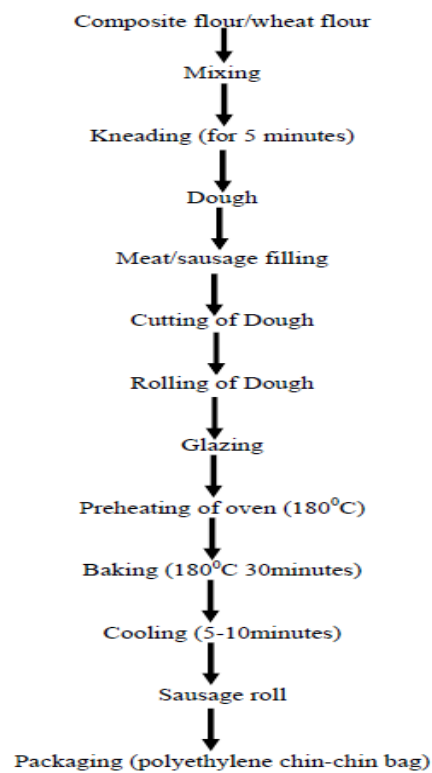 Composite flour/wheat flour
Mixing
Kneading (for 5 minutes)
Dough
Meat/sausage filling
Cutting of Dough
Rolling of Dough
Glazing
Preheating of oven (180⁰C)
Baking (180⁰C 30minutes)
Cooling (5-10minutes)
Sausage roll
Packaging (polyethylene chin-chin bag)